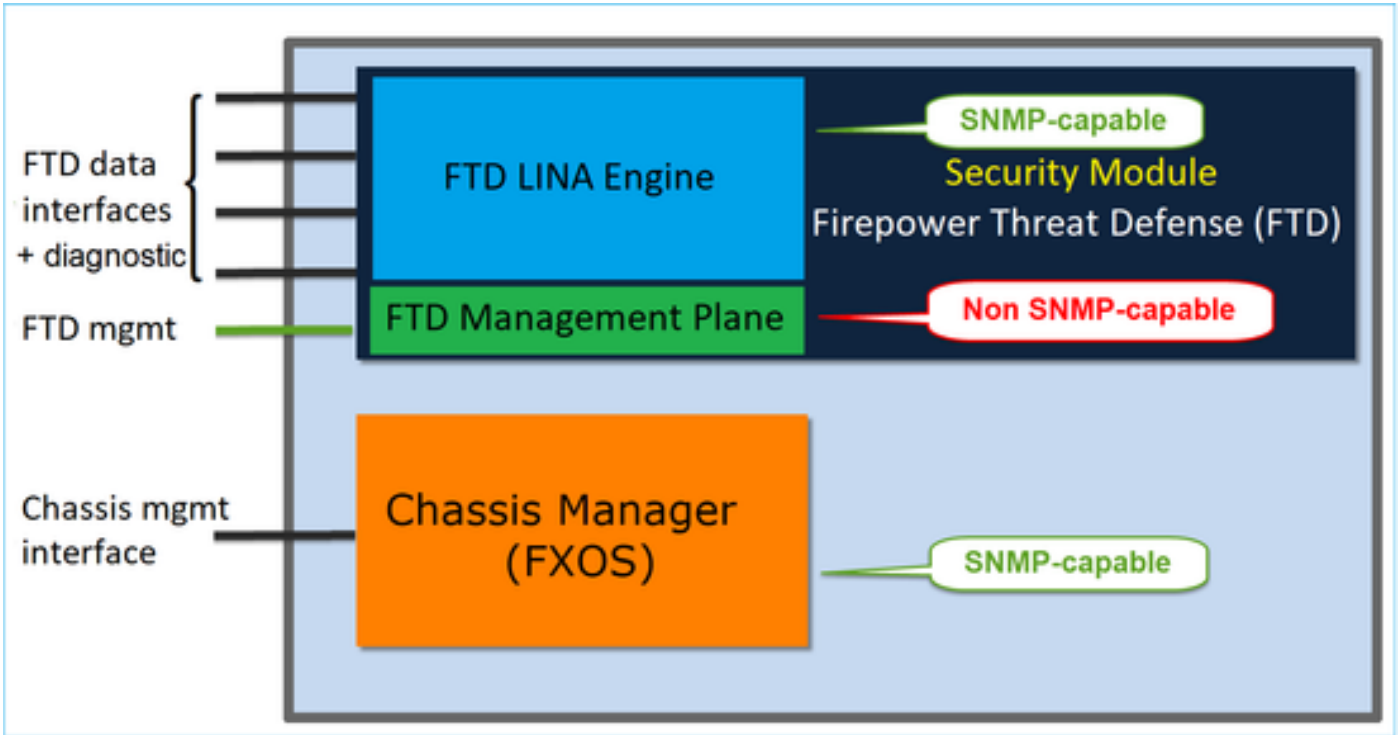 FTD data
interfaces
+ diagnostic
FTD mgmt
Chassis mgmt
interface
FTD LINA Engine
FTD Management Plane
SNMP-capable
Security Module
Firepower Threat Defense (FTD)
Non SNMP-capable
Chassis Manager
(FXOS)
SNMP-capable